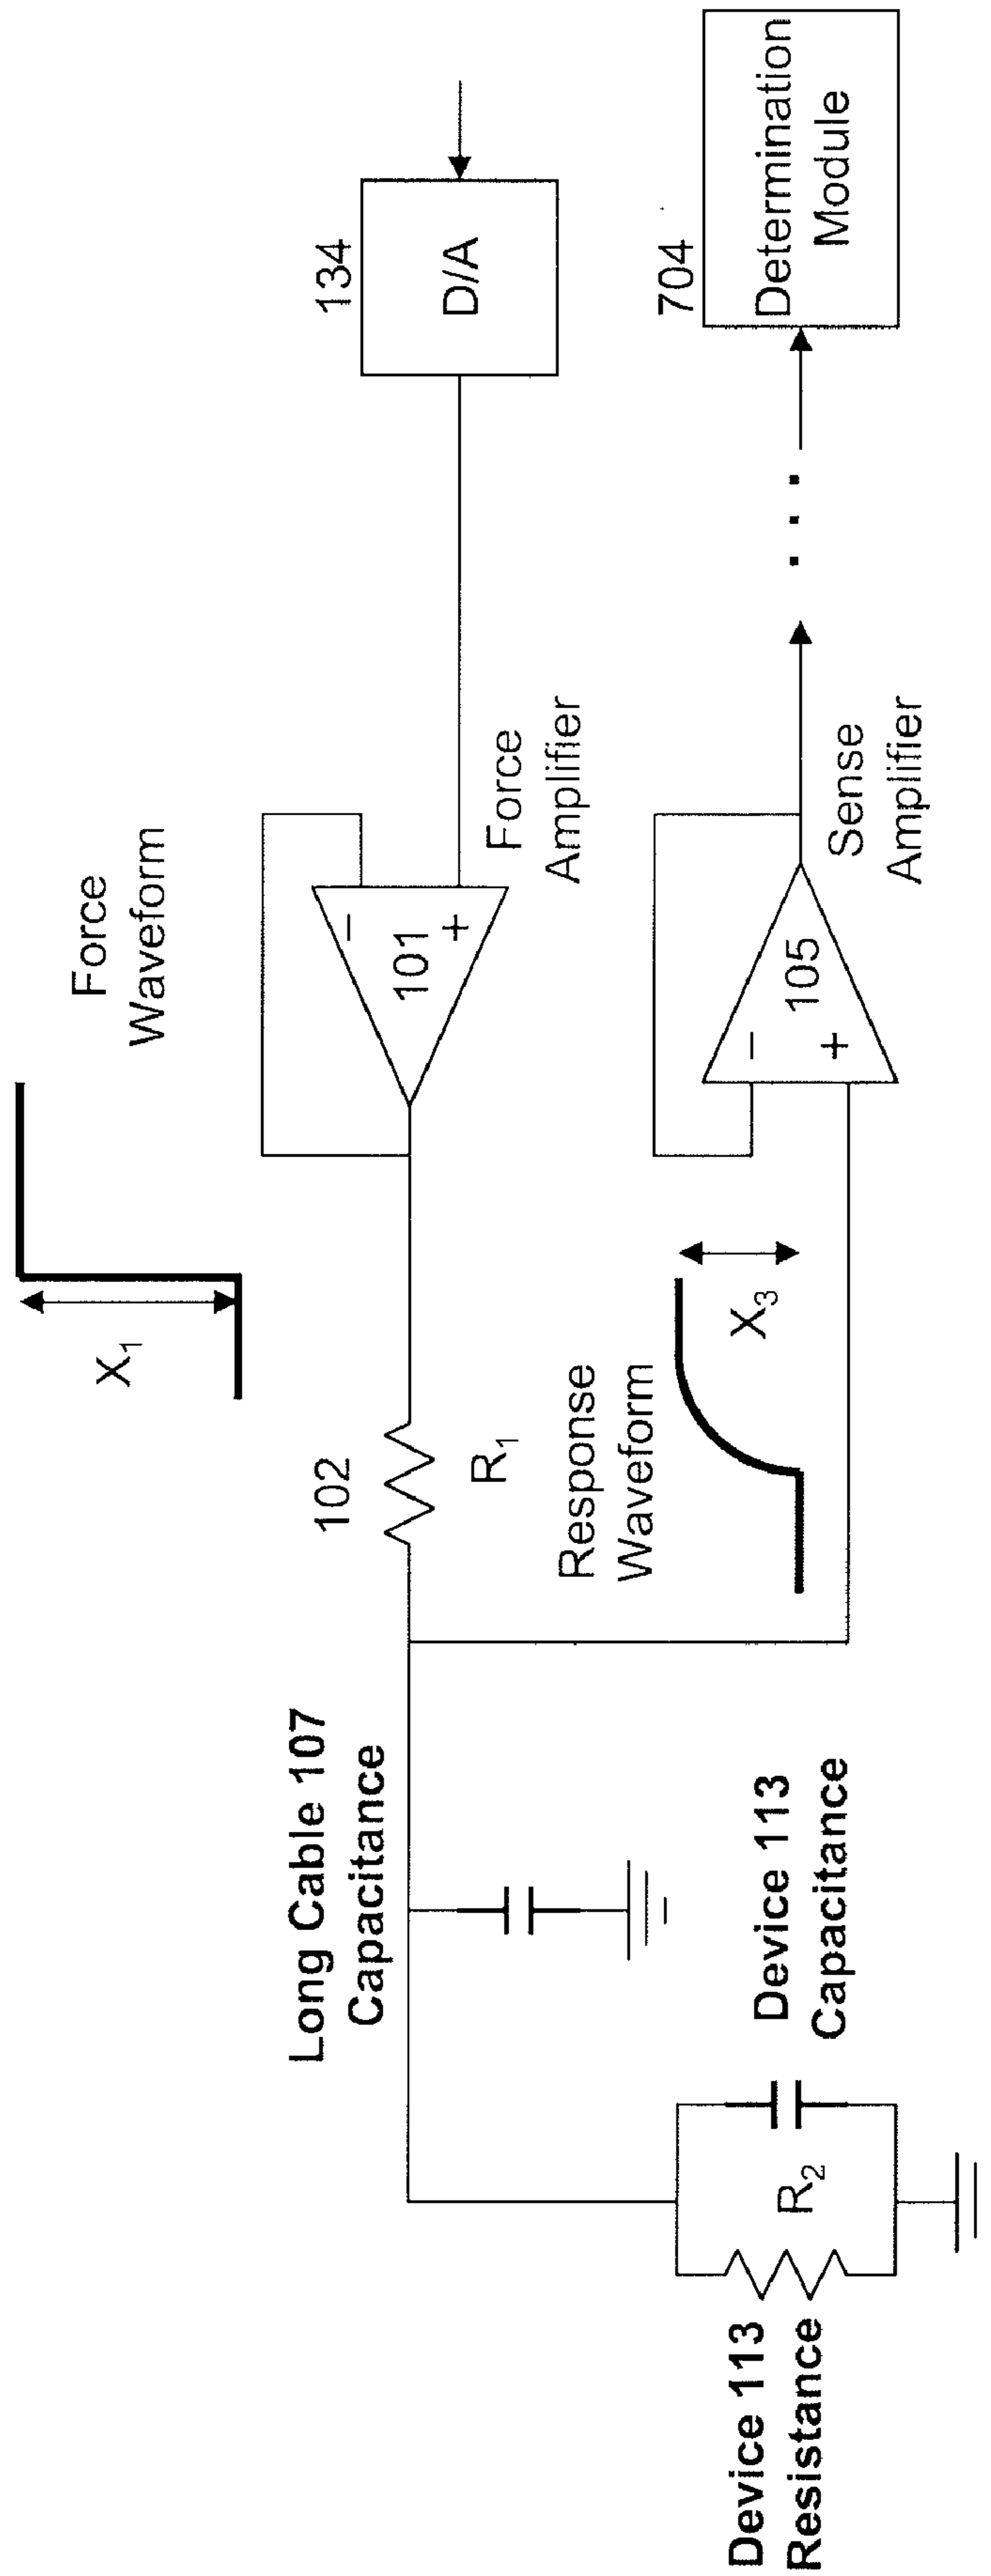 Force
Waveform
X1
134
D/A
101
−
+
Force
Amplifier
102
R1
Long Cable 107
Capacitance
Response
Waveform
X3
704
Determination
Module
−
+
105
Sense
Amplifier
Device 113
Capacitance
R2
Device 113
Resistance